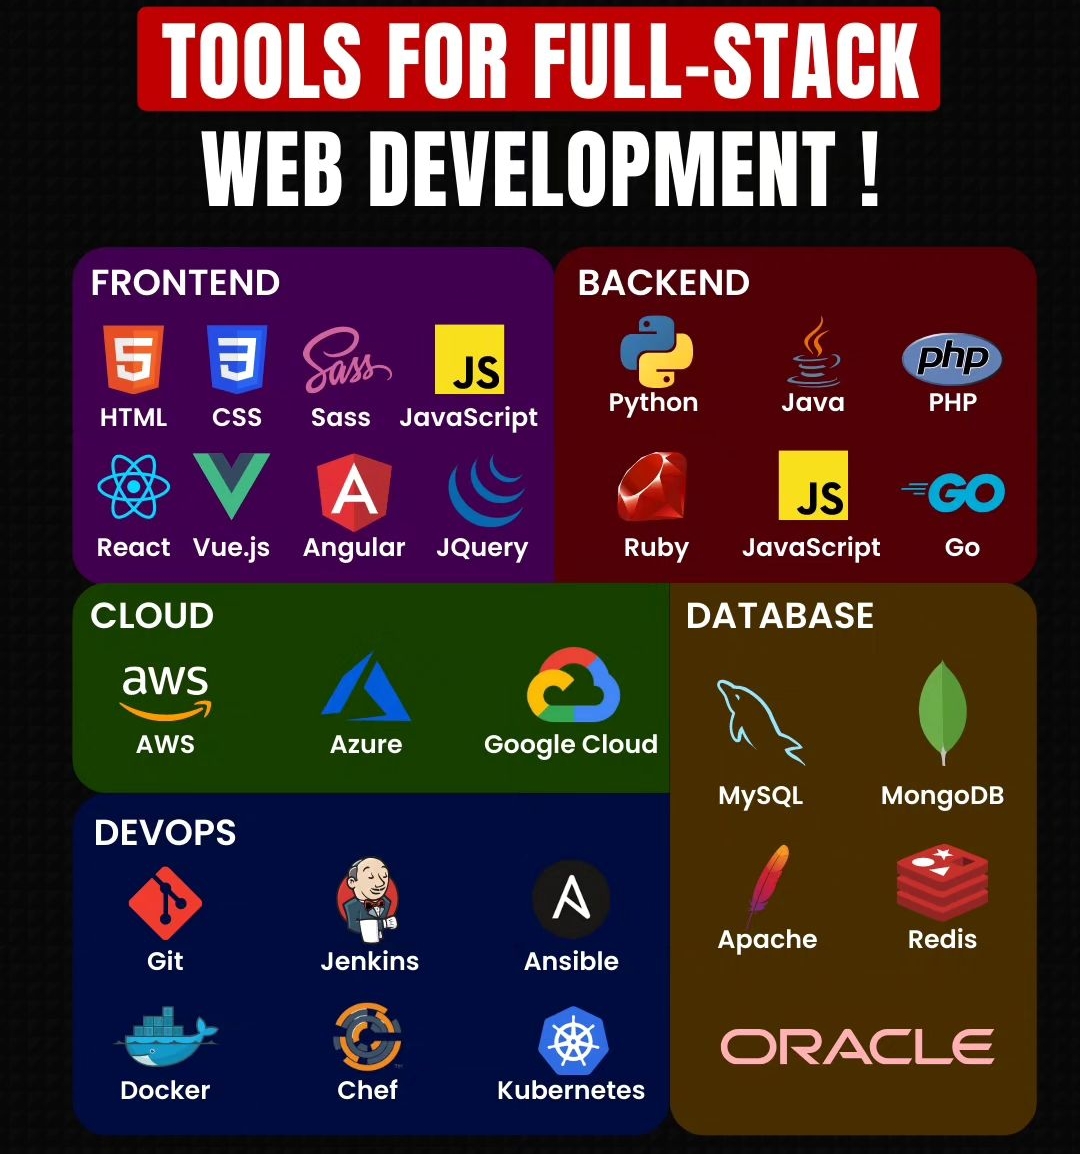 TOOLS FOR FULL-STACK
WEB DEVELOPMENT !
FRONTEND
5
3
Sass
JS
HTML
CSS
Sass
JavaScript
A
React
Vue.js
Angular
JQuery
BACKEND
php
Python
Java
PHP
JS
GO
Ruby
JavaScript
Go
CLOUD
aws
AWS
Azure
Google Cloud
DATABASE
MySQL
MongoDB
Apache
Redis
ORACLE
DEVOPS
A
Git
Jenkins
Ansible
TM
Docker
Chef
Kubernetes